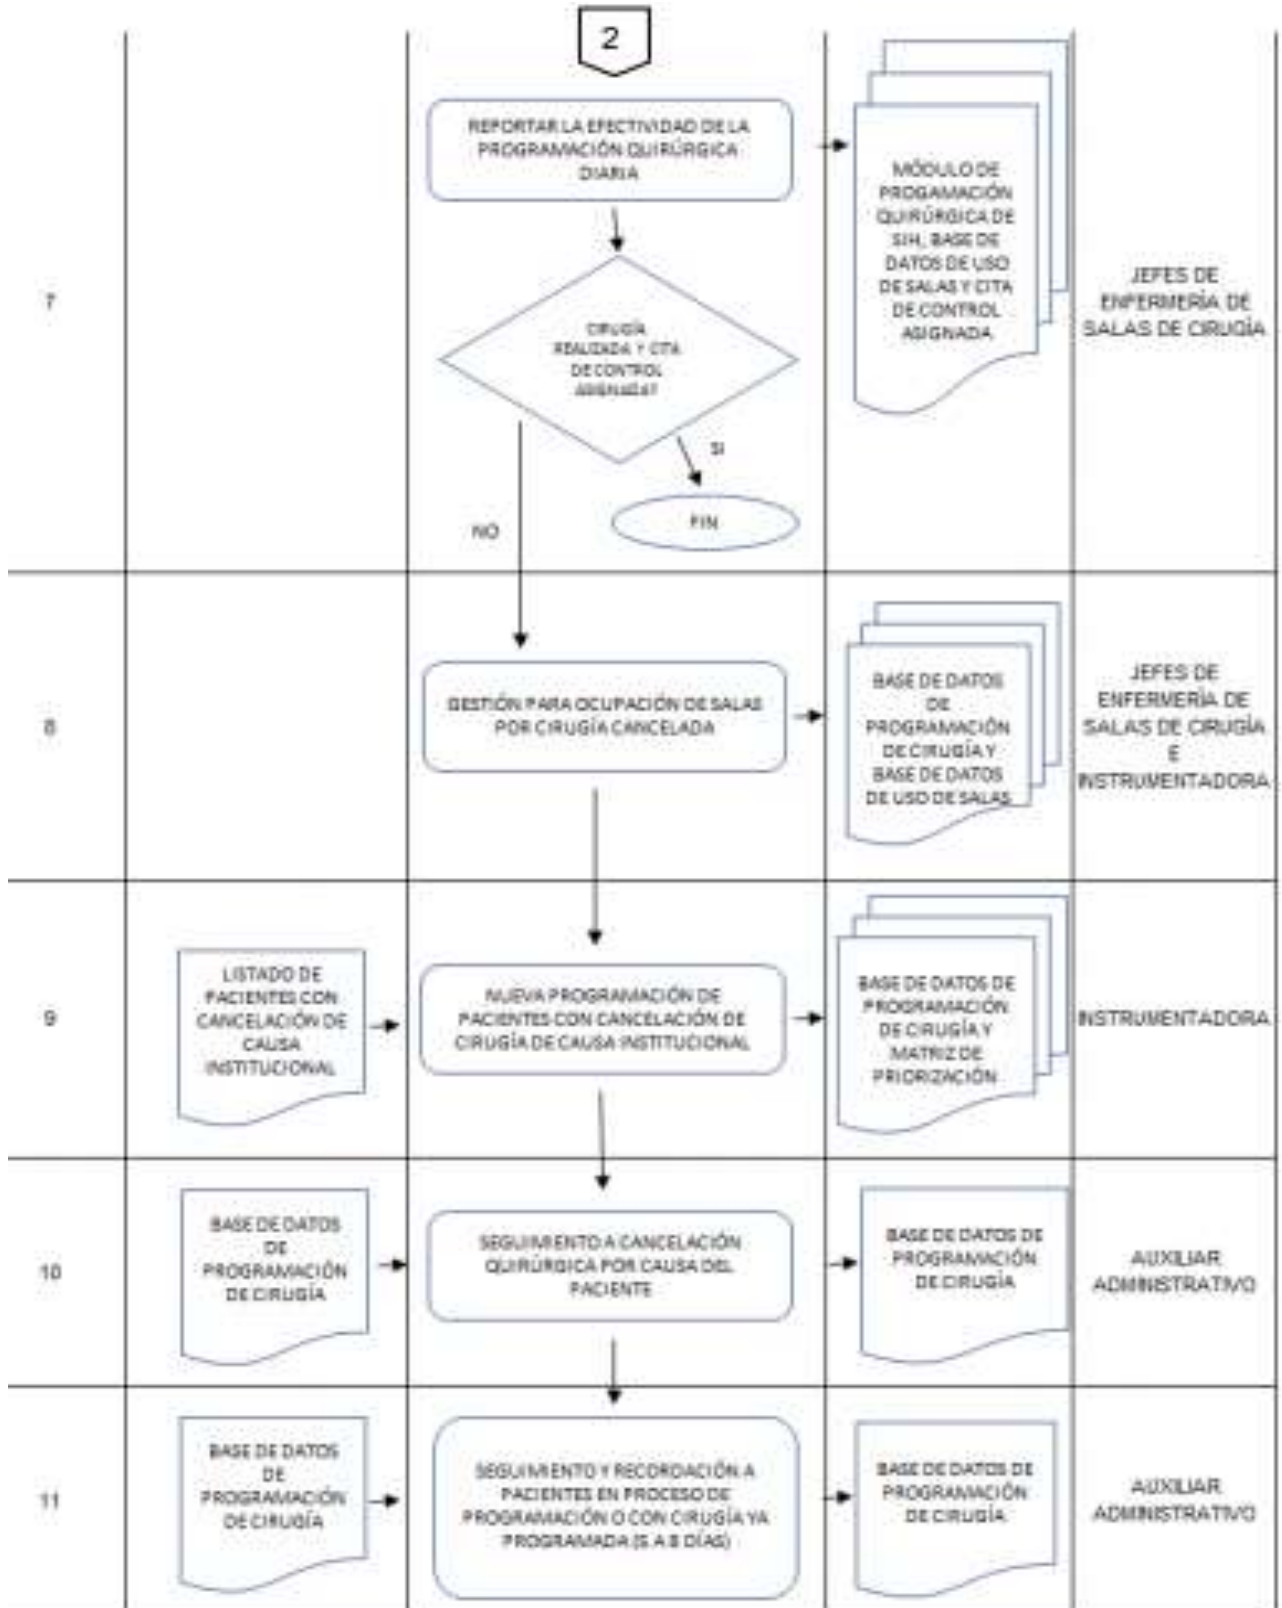 2
REPORTAR LA EFECTIVIDAD DE LA
PROGRAMACIÓN QUIRÚRGICA
DIARIA
MÓDULO DE
PROGAMACIÓN
QUIRÚRGICA DE
SIH, BASE DE
DATOS DE USO
DE SALAS Y CITA
DE CONTROL
ASIGNADA
7
JEFES DE
ENFERMERÍA DE
SALAS DE CIRUGÍA
CIRUGÍA
REALIZADA Y CITA
DE CONTROL
ASIGNADA?
SI
FIN
NO
8
GESTIÓN PARA OCUPACIÓN DE SALAS
POR CIRUGÍA CANCELADA
BASE DE DATOS
DE
PROGRAMACIÓN
DE CIRUGÍA Y
BASE DE DATOS
DE USO DE SALAS
JEFES DE
ENFERMERÍA DE
SALAS DE CIRUGÍA
E
INSTRUMENTADORA
9
LISTADO DE
PACIENTES CON
CANCELACIÓN DE
CAUSA
INSTITUCIONAL
NUEVA PROGRAMACIÓN DE
PACIENTES CON CANCELACIÓN DE
CIRUGÍA DE CAUSA INSTITUCIONAL
BASE DE DATOS DE
PROGRAMACIÓN
DE CIRUGÍA Y
MATRIZ DE
PRIORIZACIÓN
INSTRUMENTADORA
10
BASE DE DATOS
DE
PROGRAMACIÓN
DE CIRUGÍA
SEGUIMIENTO A CANCELACIÓN
QUIRÚRGICA POR CAUSA DEL
PACIENTE
BASE DE DATOS DE
PROGRAMACIÓN
DE CIRUGÍA
AUXILIAR
ADMINISTRATIVO
11
BASE DE DATOS
DE
PROGRAMACIÓN
DE CIRUGÍA
SEGUIMIENTO Y RECORDACIÓN A
PACIENTES EN PROCESO DE
PROGRAMACIÓN O CON CIRUGÍA YA
PROGRAMADA (5 A 8 DÍAS)
BASE DE DATOS DE
PROGRAMACIÓN
DE CIRUGÍA
AUXILIAR
ADMINISTRATIVO